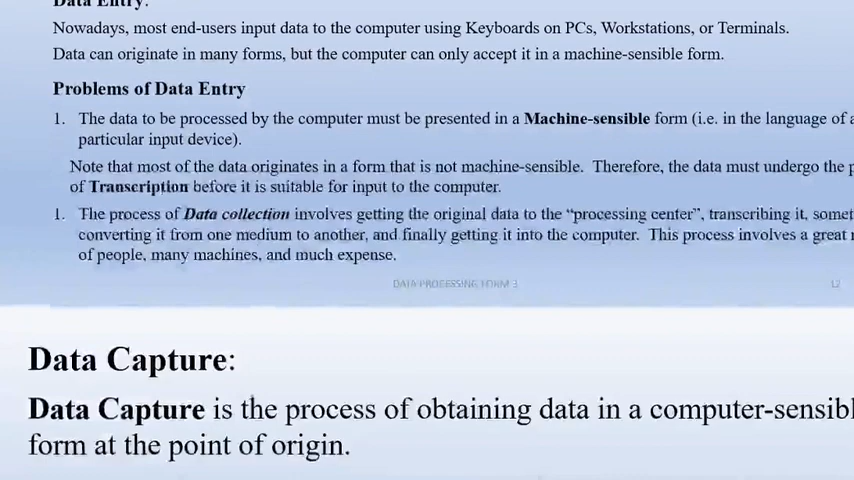 Data Entry:
Nowadays, most end-users input data to the computer using Keyboards on PCs, Workstations, or Terminals.
Data can originate in many forms, but the computer can only accept it in a machine-sensible form.
Problems of Data Entry
1. The data to be processed by the computer must be presented in a Machine-sensible form (i.e. in the language of
particular input device).
Note that most of the data originates in a form that is not machine-sensible. Therefore, the data must undergo the
of Transcription before it is suitable for input to the computer.
1. The process of Data collection involves getting the original data to the “processing center”, transcribing it,
converting it from one medium to another, and finally getting it into the computer. This process involves a great
of people, many machines, and much expense.
DATA PROCESSING FORM 3
12
Data Capture:
Data Capture is the process of obtaining data in a
form at the point of origin.